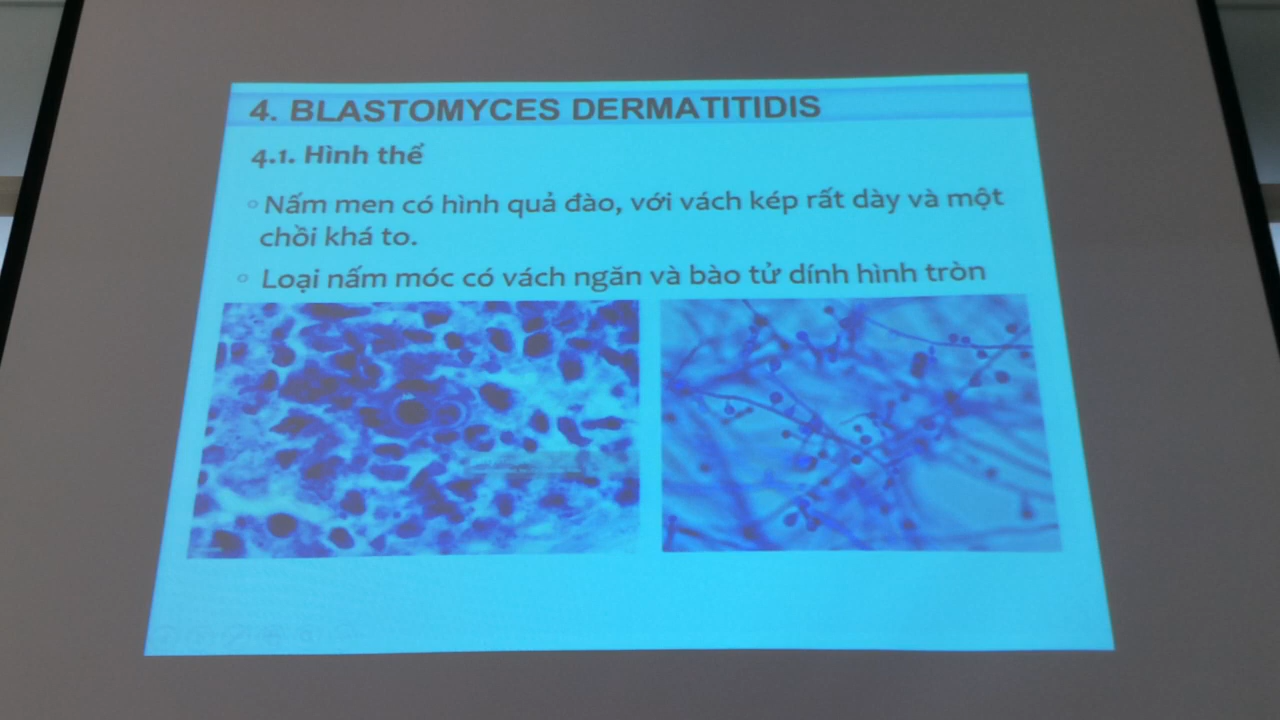 4. BLASTOMYCES DERMATITIDIS
4.1. Hình thể
Nấm men có hình quả đào, với vách kép rất dày và một
chồi khá to.
Loại nấm móc có vách ngăn và bào tử dính hình tròn